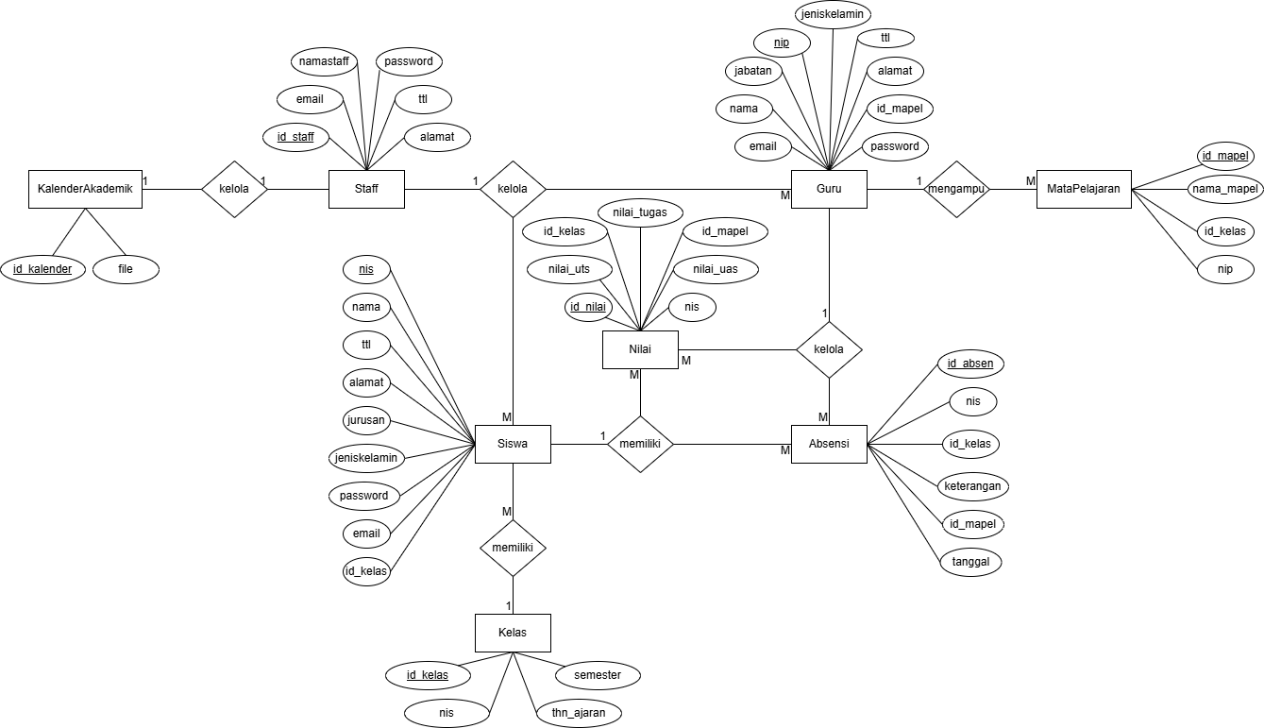 jeniskelamin
nip
ttl
namastaff
password
jabatan
alamat
email
ttl
nama
id_mapel
id_staff
alamat
email
password
id_mapel
KalenderAkademik
1
kelola
1
Staff
1
kelola
M
Guru
1
mengampu
M
MataPelajaran
nama_mapel
nilai_tugas
id_kelas
id_mapel
id_kelas
id_kalender
file
nis
nilai_uts
nilai_uas
nip
nama
id_nilai
nis
1
ttl
Nilai
M
kelola
M
id_absen
alamat
nis
jurusan
M
M
Siswa
1
memiliki
M
Absensi
id_kelas
jeniskelamin
password
keterangan
M
id_mapel
email
memiliki
id_kelas
tanggal
1
Kelas
id_kelas
semester
nis
thn_ajaran